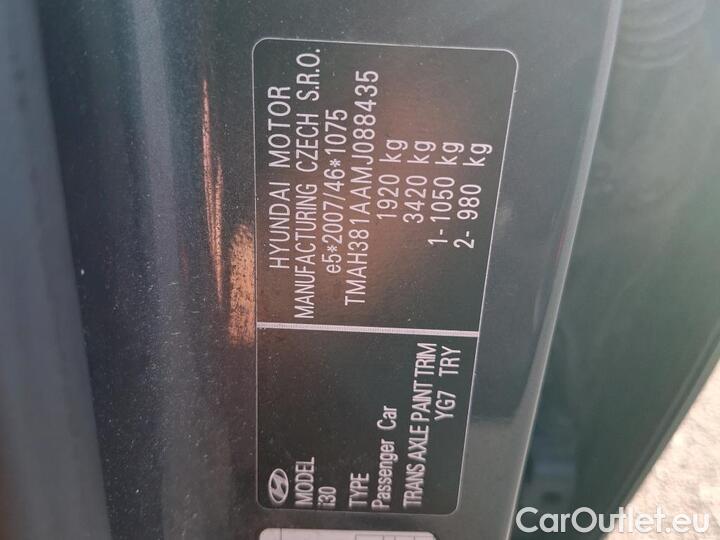 HYUNDAI MOTOR
MANUFACTURING CZECH S.R.O.
e5*2007/46*1075
TMAH381AAMJ088435
1920 kg
3420 kg
1- 1050 kg
2- 980 kg
MODEL
i30
TYPE
Passenger Car
TRANS AXLE PAINT TRIM
YG7 TRY
CarOutlet.eu